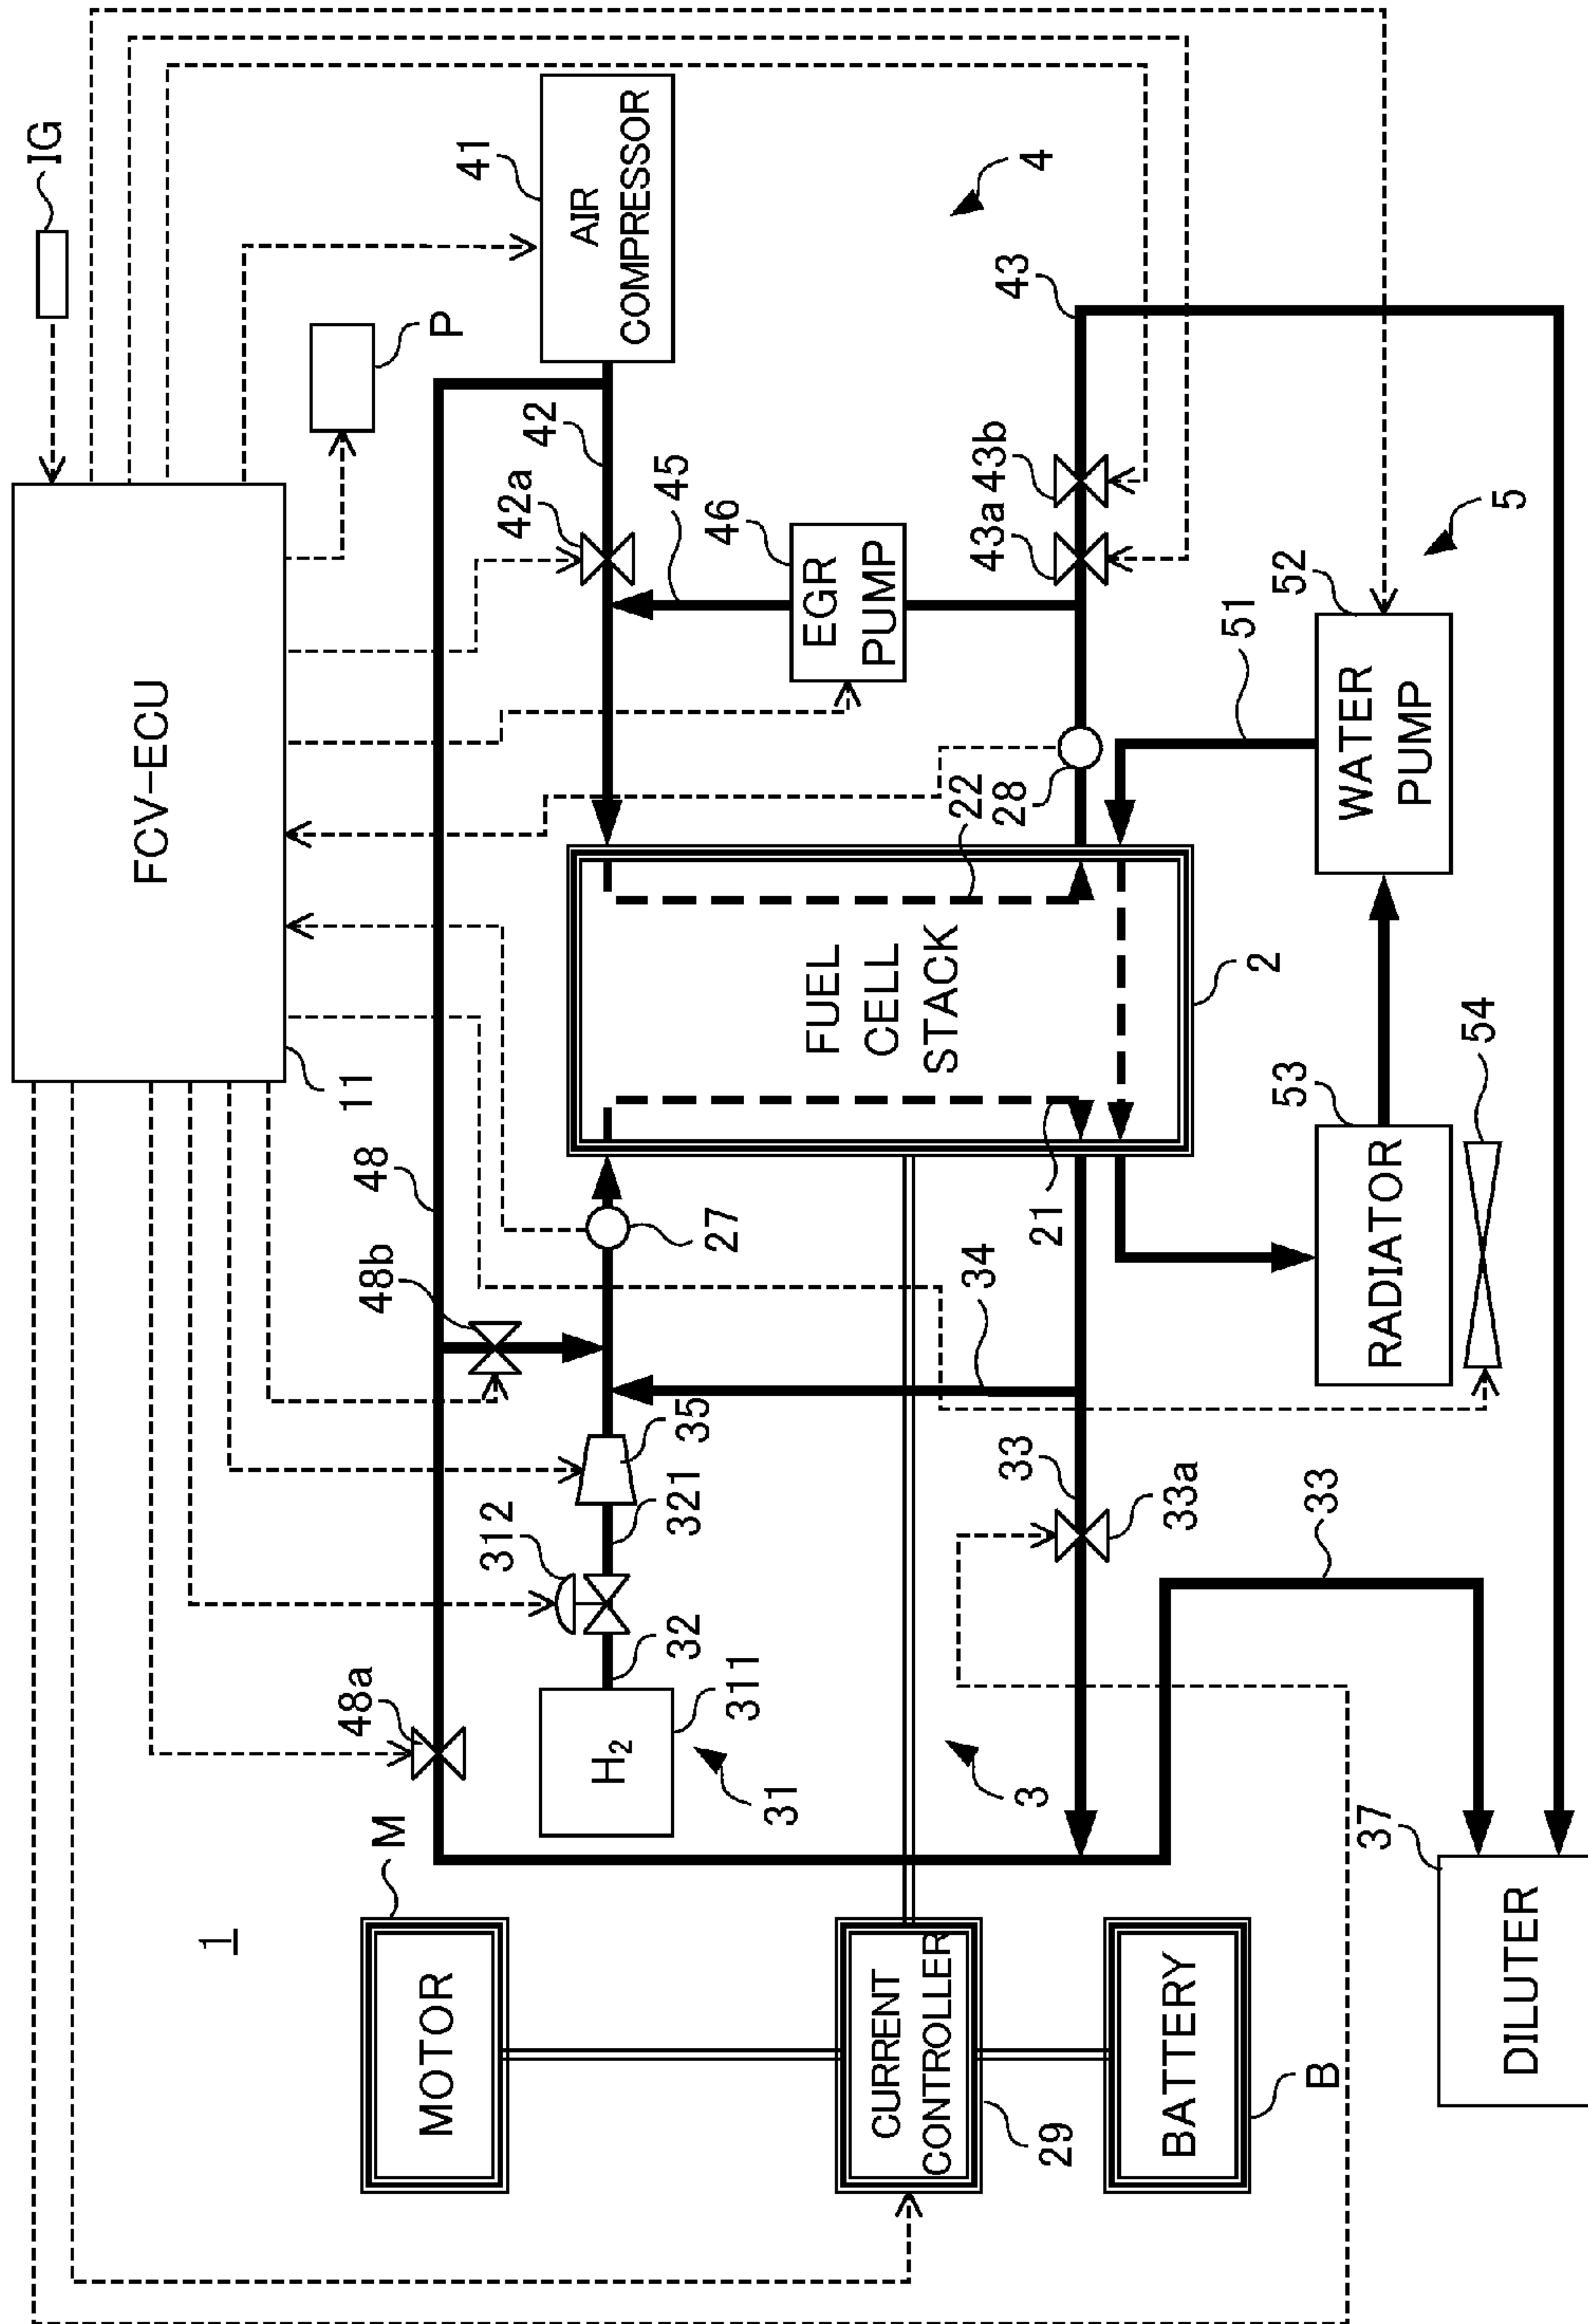 IG
FCV-ECU
1
11
48a
48
48b
M
MOTOR
P
41
312
42a
42
AIR
COMPRESSOR
H₂
32
321
35
45
27
46
311
31
EGR
PUMP
FUEL
CELL
STACK
CURRENT
CONTROLLER
22
34
43a
43b
28
43
3
33
21
4
29
BATTERY
33a
51
2
33
53
52
B
WATER
PUMP
RADIATOR
37
54
5
DILUTER